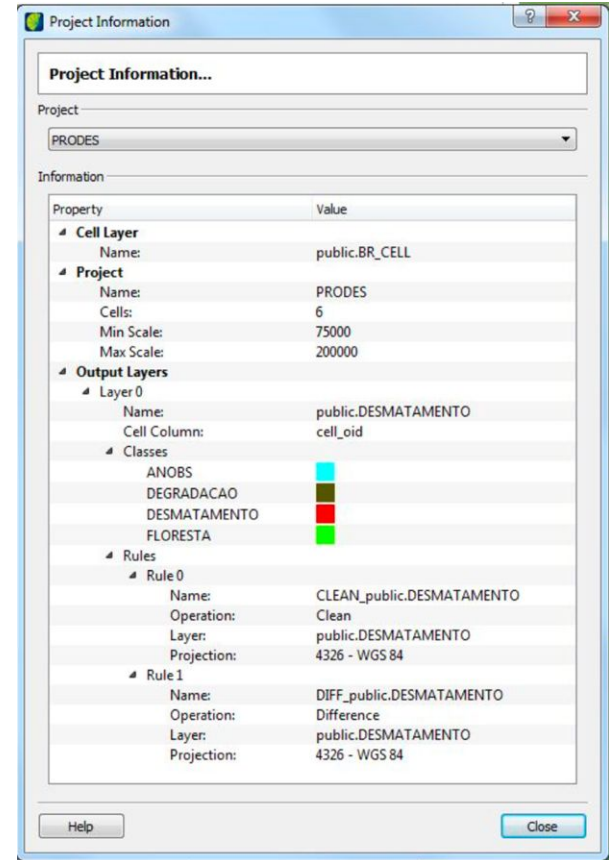 Project Information
Project Information...
Project
PRODES
Information
Property Value
Cell Layer
Name: public.BR_CELL
Project
Name: PRODES
Cells: 6
Min Scale: 75000
Max Scale: 200000
Output Layers
Layer 0
Name: public.DESMATAMENTO
Cell Column: cell_oid
Classes
ANOBS
DEGRADACAO
DESMATAMENTO
FLORESTA
Rules
Rule 0
Name: CLEAN_public.DESMATAMENTO
Operation: Clean
Layer: public.DESMATAMENTO
Projection: 4326 - WGS 84
Rule 1
Name: DIFF_public.DESMATAMENTO
Operation: Difference
Layer: public.DESMATAMENTO
Projection: 4326 - WGS 84
Help Close